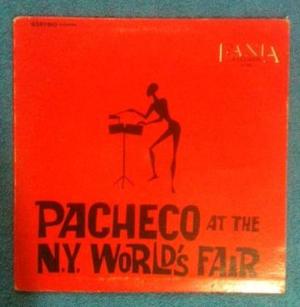 FANIA
PACHECO AT THE
N.Y. WORLD'S FAIR